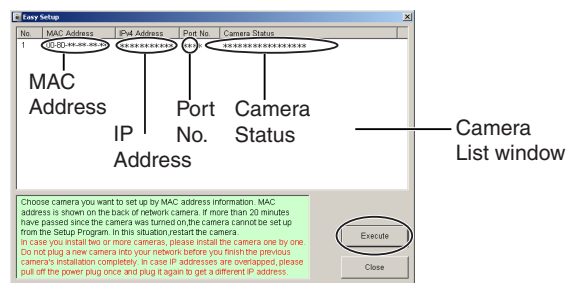 Easy Setup
No. MAC Address IPv4 Address Port No. Camera Status
1 00-80-**-**-**-** *********** **** *****************
MAC Address
IP Address
Port No.
Camera Status
Camera List window
Choose camera you want to set up by MAC address information. MAC
address is shown on the back of network camera. If more than 20 minutes
have passed since the camera was turned on,the camera cannot be set up
from the Setup Program. In this situation,restart the camera.
In case you install two or more cameras, please install the camera one by one.
Do not plug a new camera into your network before you finish the previous
camera's installation completely. In case IP addresses are overlapped, please
pull off the power plug once and plug it again to get a different IP address.
Execute
Close